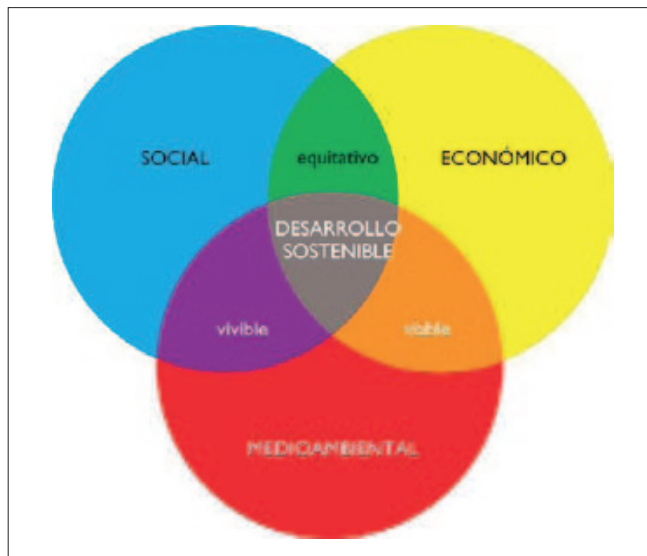 SOCIAL
equitativo
ECONÓMICO
DESARROLLO
SOSTENIBLE
vivible
viable
MEDIOAMBIENTAL